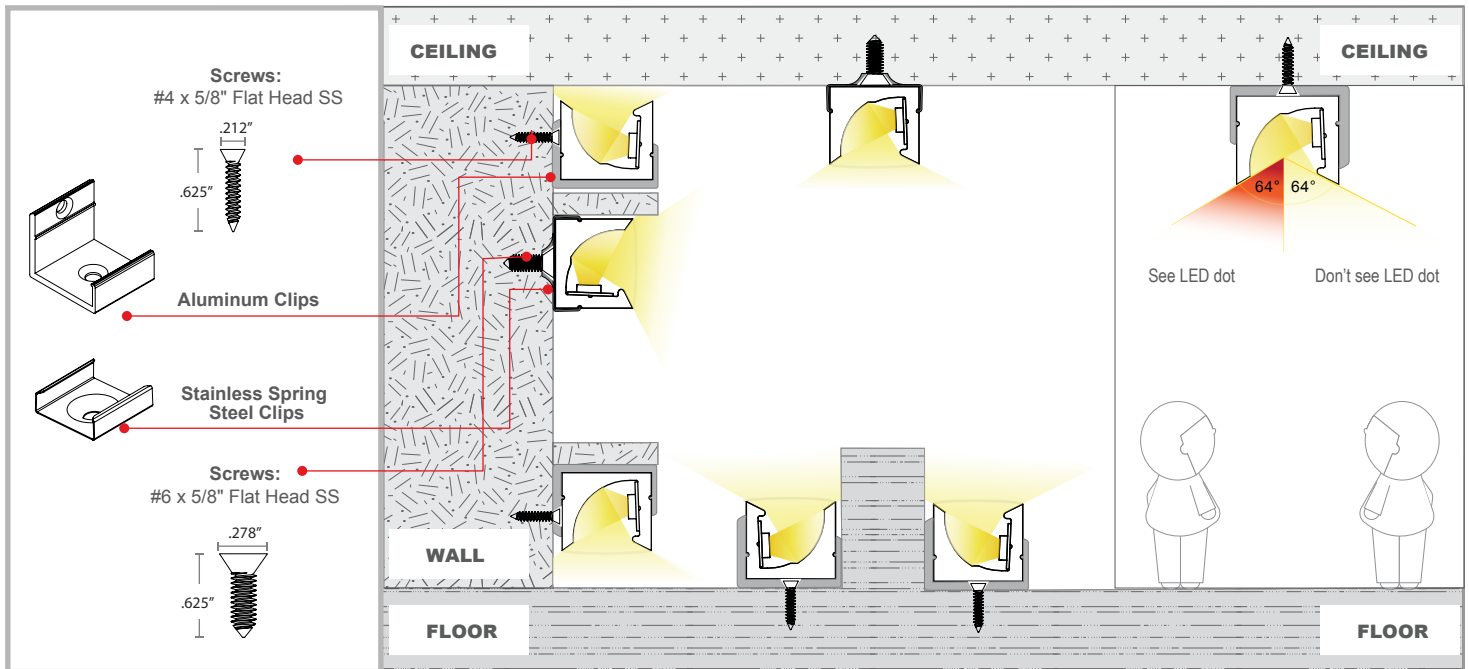 Screws:
#4 x 5/8" Flat Head SS
.212”
.625”
Aluminum Clips
Stainless Spring
Steel Clips
Screws:
#6 x 5/8" Flat Head SS
.278”
.625”
CEILING
CEILING
64° 64°
See LED dot
Don’t see LED dot
WALL
FLOOR
FLOOR